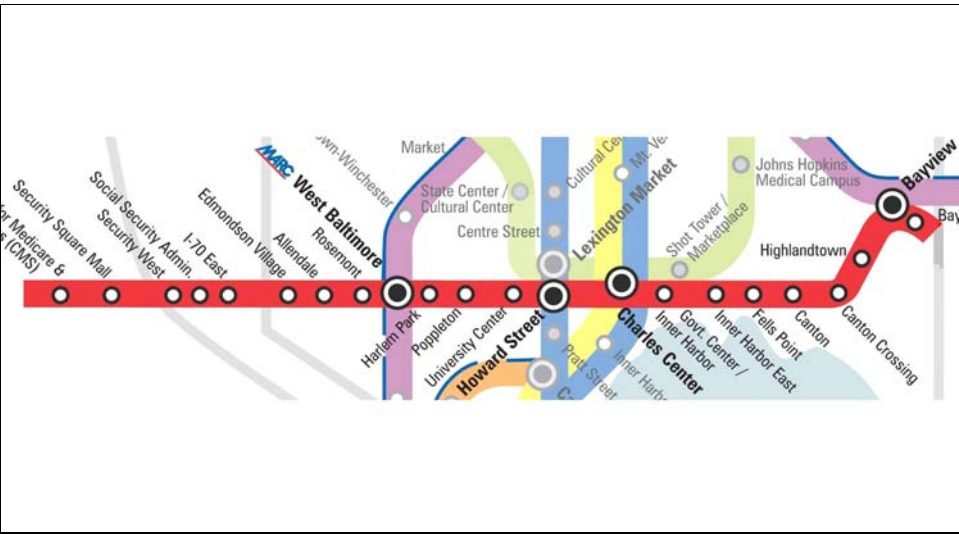 Market
MARC
West Baltimore
State Center /
Cultural Center
Centre Street
Lexington Market
Shot Tower /
Marketplace
Johns Hopkins
Medical Campus
Bayview
Highlandtown
Medicare &
(CMS)
Security Square Mall
Security West
Social Security Admin.
I-70 East
Edmondson Village
Allendale
Rosemont
Harlem Park
Poppleton
University Center /
Howard Street
Pratt Street
Charles Center
Inner Harbor
Govt. Center /
Inner Harbor East
Fells Point
Canton
Canton Crossing